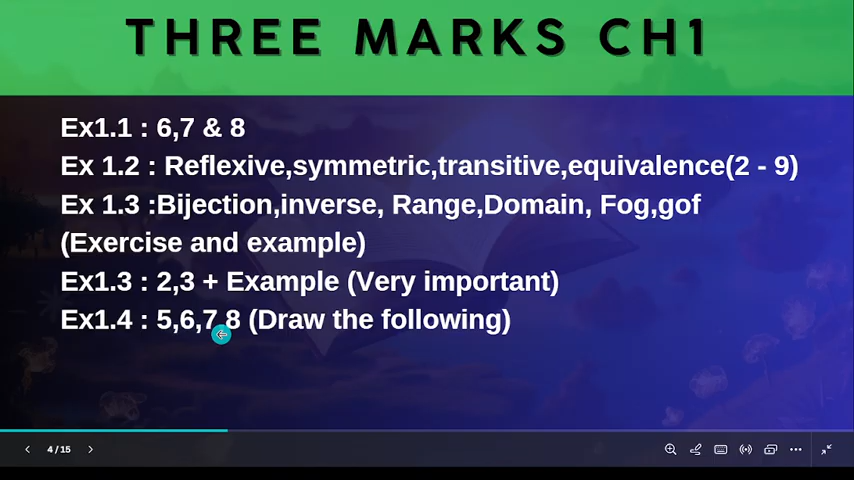 THREE MARKS CH1
Ex1.1 : 6,7 & 8
Ex 1.2 : Reflexive,symmetric,transitive,equivalence(2 - 9)
Ex 1.3 :Bijection,inverse, Range,Domain, Fog,gof
(Exercise and example)
Ex1.3 : 2,3 + Example (Very important)
Ex1.4 : 5,6,7 8 (Draw the following)
4 / 15